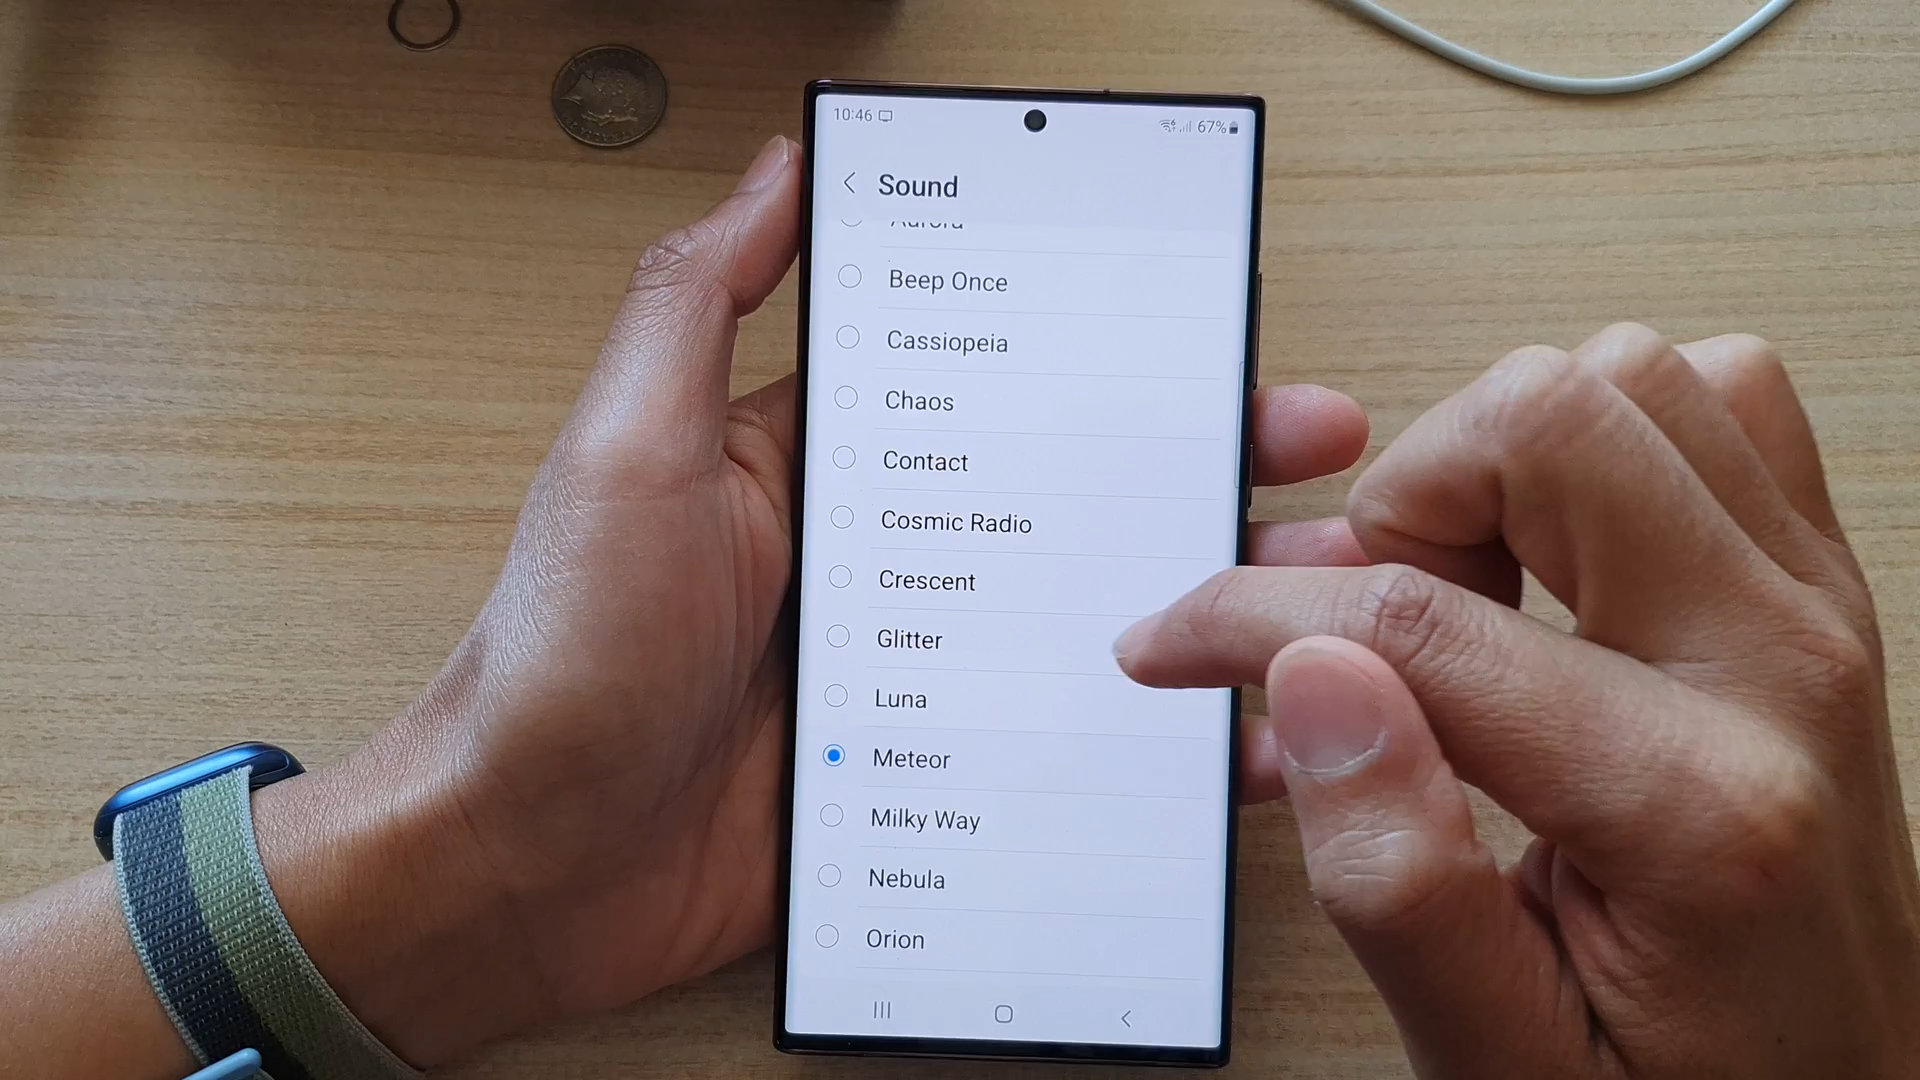 10:46 67%
Sound
Aurora
Beep Once
Cassiopeia
Chaos
Contact
Cosmic Radio
Crescent
Glitter
Luna
Meteor
Milky Way
Nebula
Orion